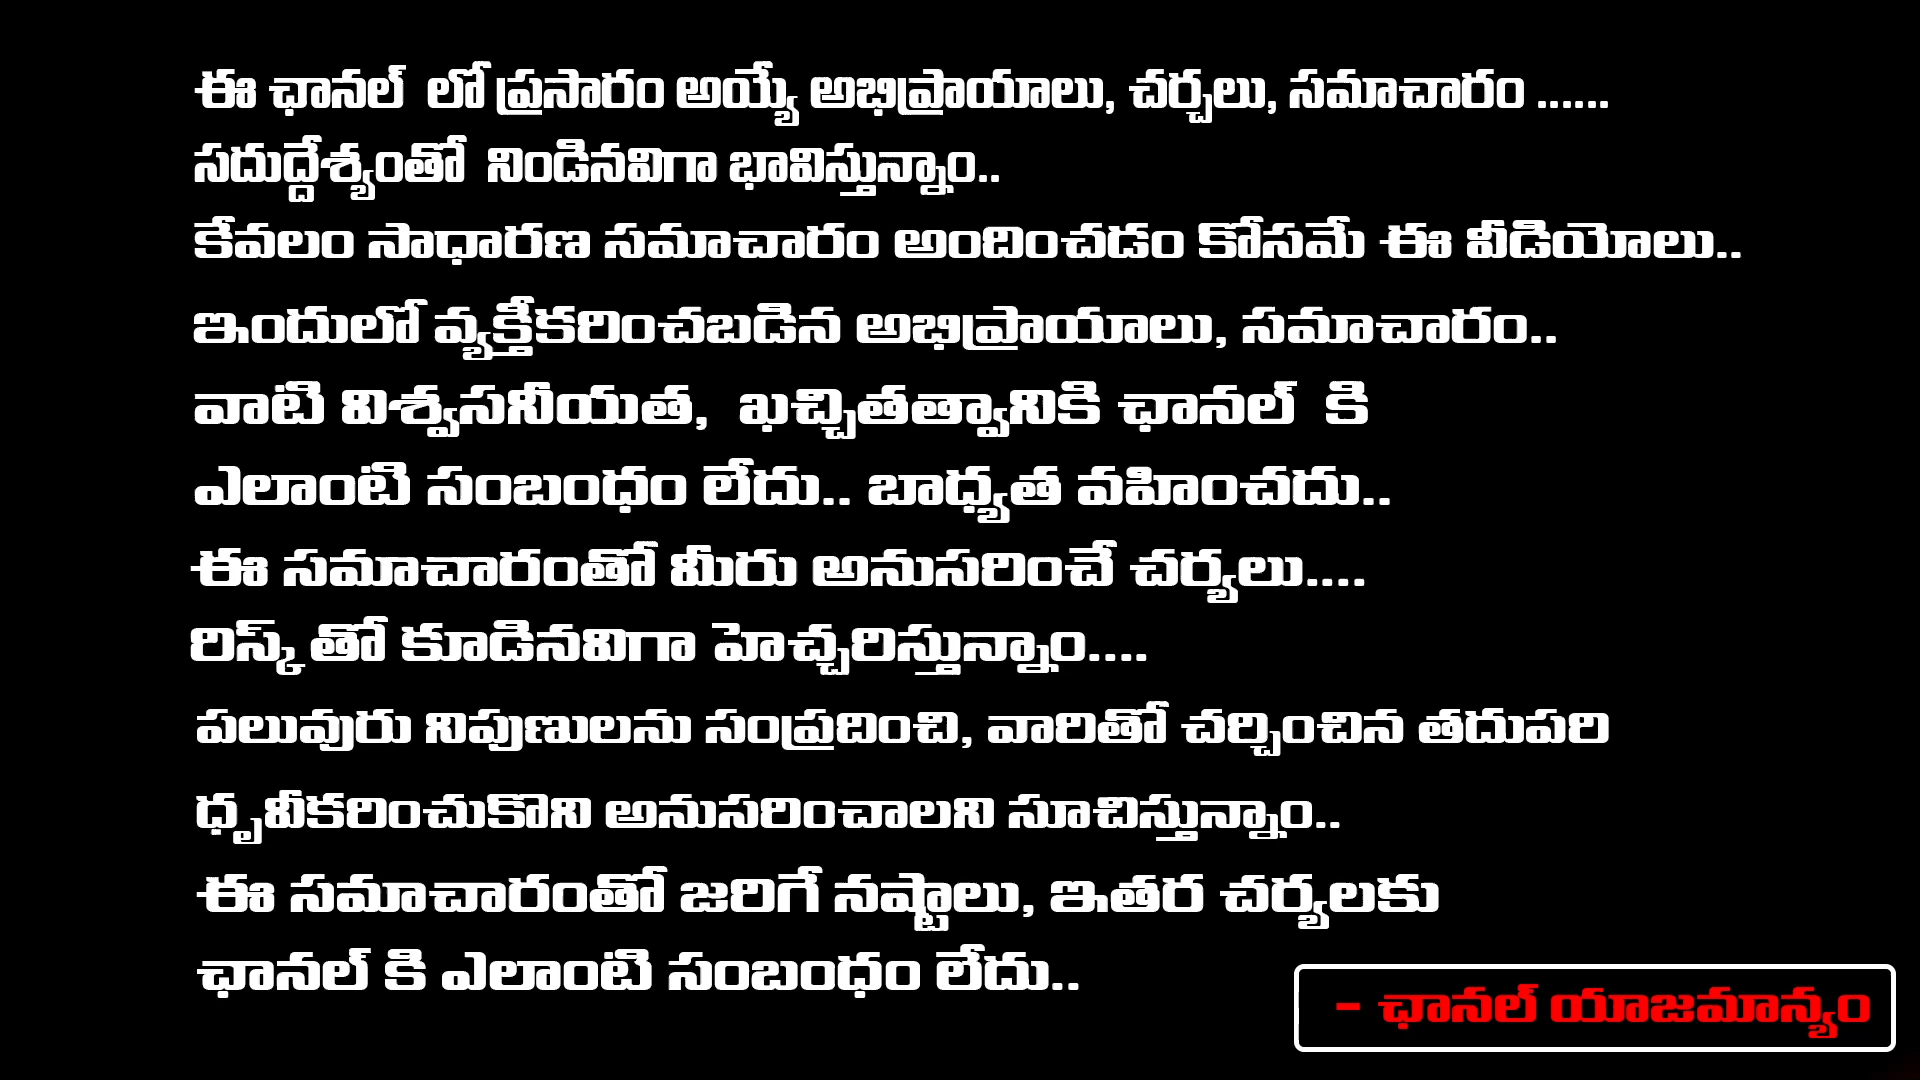 ఈ ఛానల్ లో ప్రసారం అయ్యే అభిప్రాయాలు, చర్చలు, సమాచారం ......
సదుద్దేశ్యంతో నిండినవిగా భావిస్తున్నాం..
కేవలం సాధారణ సమాచారం అందించడం కోసమే ఈ వీడియోలు..
ఇందులో వ్యక్తీకరించబడిన అభిప్రాయాలు, సమాచారం..
వాటి విశ్వసనీయత, ఖచ్చితత్వానికి ఛానల్ కి
ఎలాంటి సంబంధం లేదు.. బాధ్యత వహించదు..
ఈ సమాచారంతో మీరు అనుసరించే చర్యలు....
రిస్క్ తో కూడినవిగా హెచ్చరిస్తున్నాం....
పలువురు నిపుణులను సంప్రదించి, వారితో చర్చించిన తదుపరి
ధృవీకరించుకొని అనుసరించాలని సూచిస్తున్నాం..
ఈ సమాచారంతో జరిగే నష్టాలు, ఇతర చర్యలకు
ఛానల్ కి ఎలాంటి సంబంధం లేదు..
- ఛానల్ యాజమాన్యం